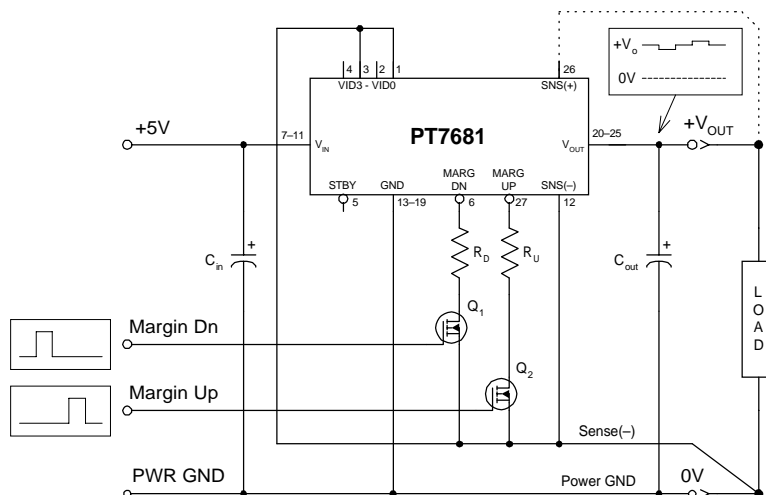 +Vo
0V
4 3 2 1
VID3 - VID0
26
SNS(+)
+5V
7–11
VIN
PT7681
VOUT
20–25
+VOUT
STBY
5
GND
13–19
MARG
DN
6
MARG
UP
27
SNS(–)
12
Cin
+
RD
RU
Cout
+
L
O
A
D
Q1
Margin Dn
Q2
Margin Up
Sense(–)
PWR GND
Power GND
0V